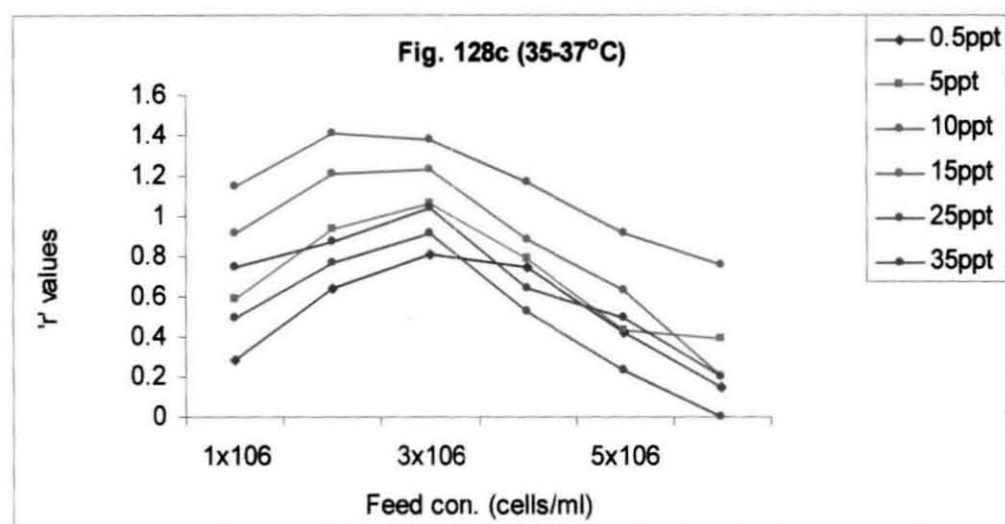 Fig. 128c (35-37°C)
1.6
1.4
1.2
1
0.8
0.6
0.4
0.2
0
'r' values
1x106
3x106
5x106
Feed con. (cells/ml)
0.5ppt
5ppt
10ppt
15ppt
25ppt
35ppt